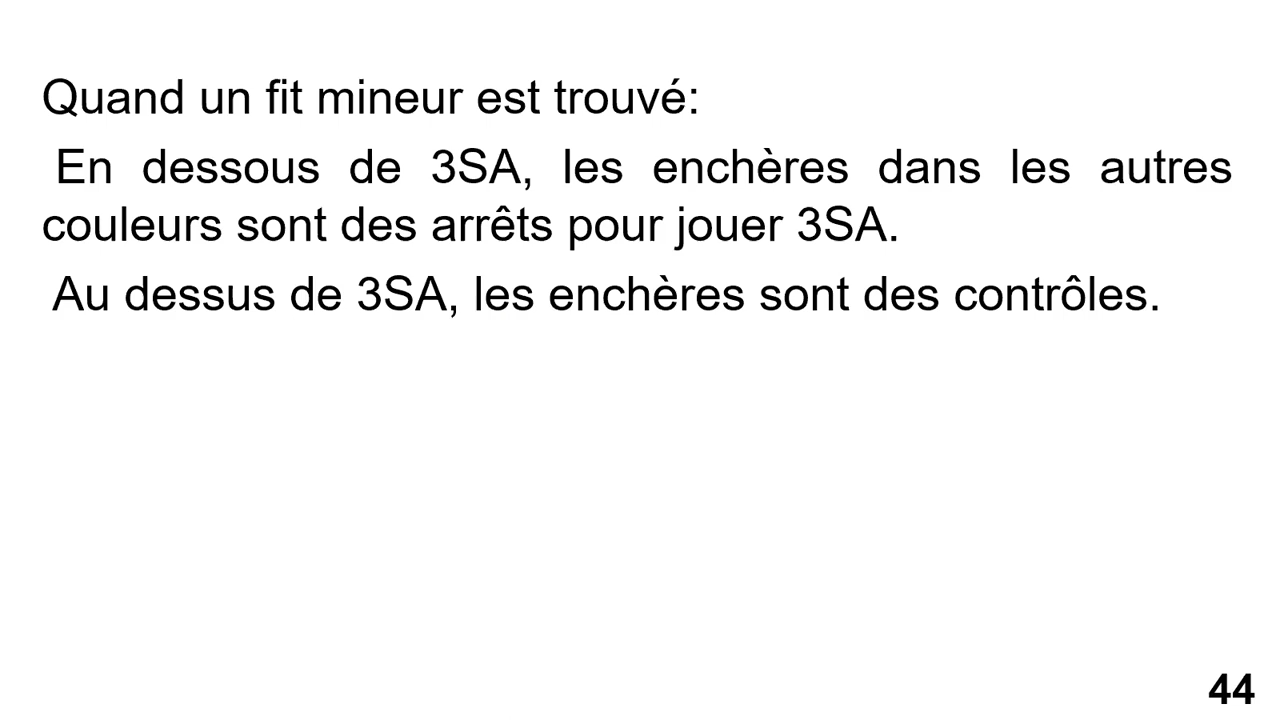 Quand un fit mineur est trouvé:
En dessous de 3SA, les enchères dans les autres
couleurs sont des arrêts pour jouer 3SA.
Au dessus de 3SA, les enchères sont des contrôles.
44